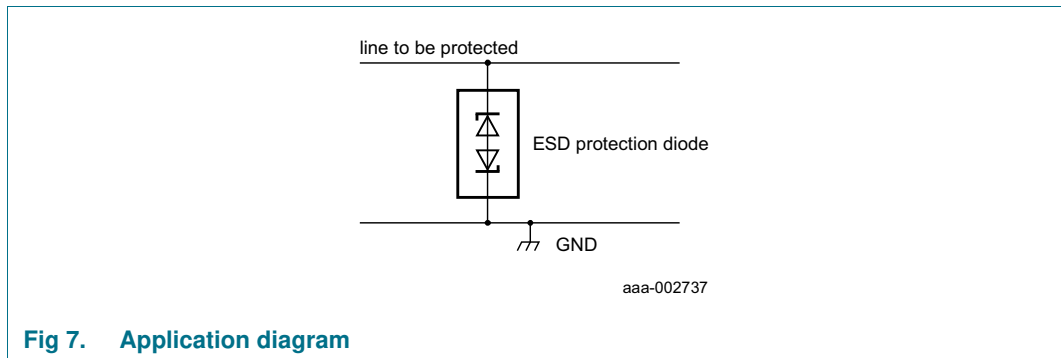 line to be protected
ESD protection diode
GND
aaa-002737
Fig 7. Application diagram